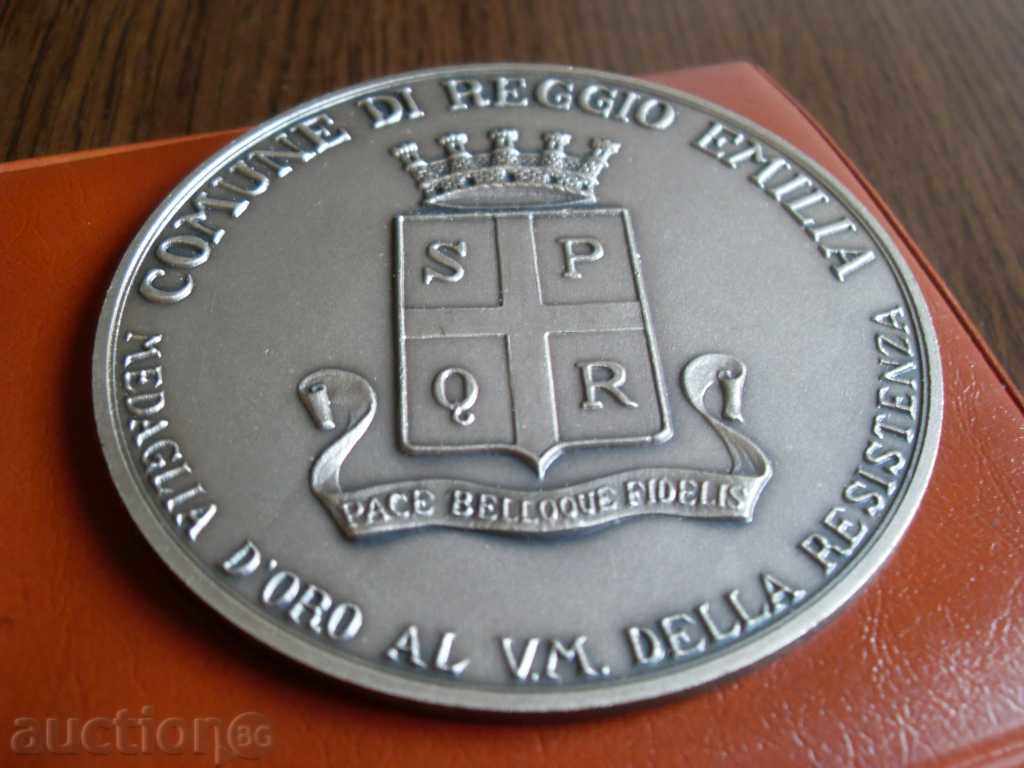 COMUNE DI REGGIO EMILIA
S P
Q R
PACE BELLOQUE FIDELIS
MEDAGLIA D'ORO AL V.M. DELLA RESISTENZA
auction BG